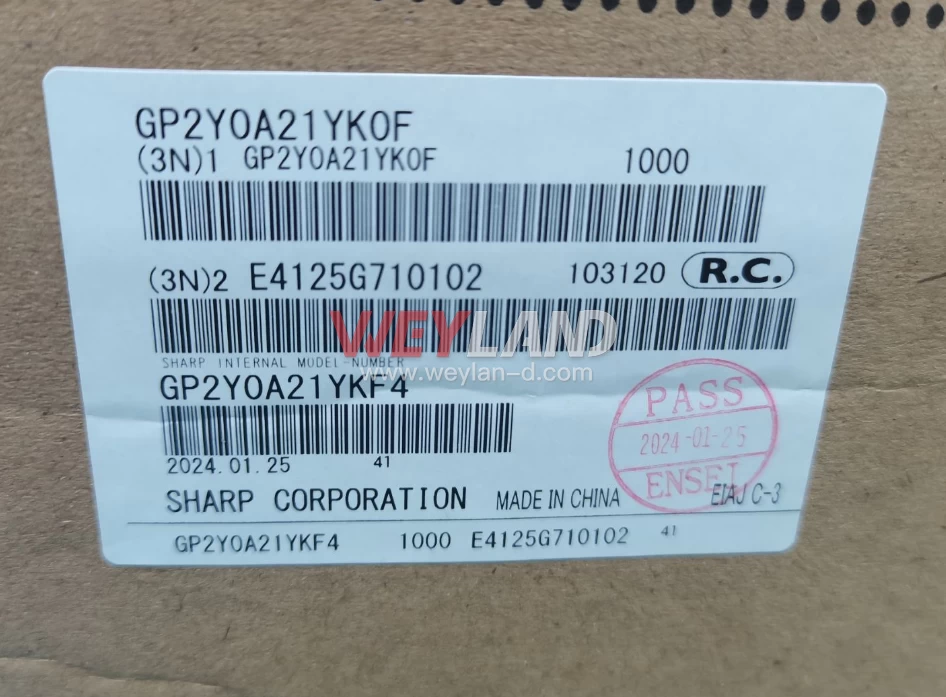 GP2Y0A21YK0F
(3N)1 GP2Y0A21YK0F 1000
(3N)2 E4125G710102 103120 R.C.
WEYLAND
SHARP INTERNAL MODEL-NUMBER
www.weylan-d.com
GP2Y0A21YKF4
PASS
2024-01-25
ENSEI
2024.01.25 41
SHARP CORPORATION MADE IN CHINA EIAJ C-3
GP2Y0A21YKF4 1000 E4125G710102 41